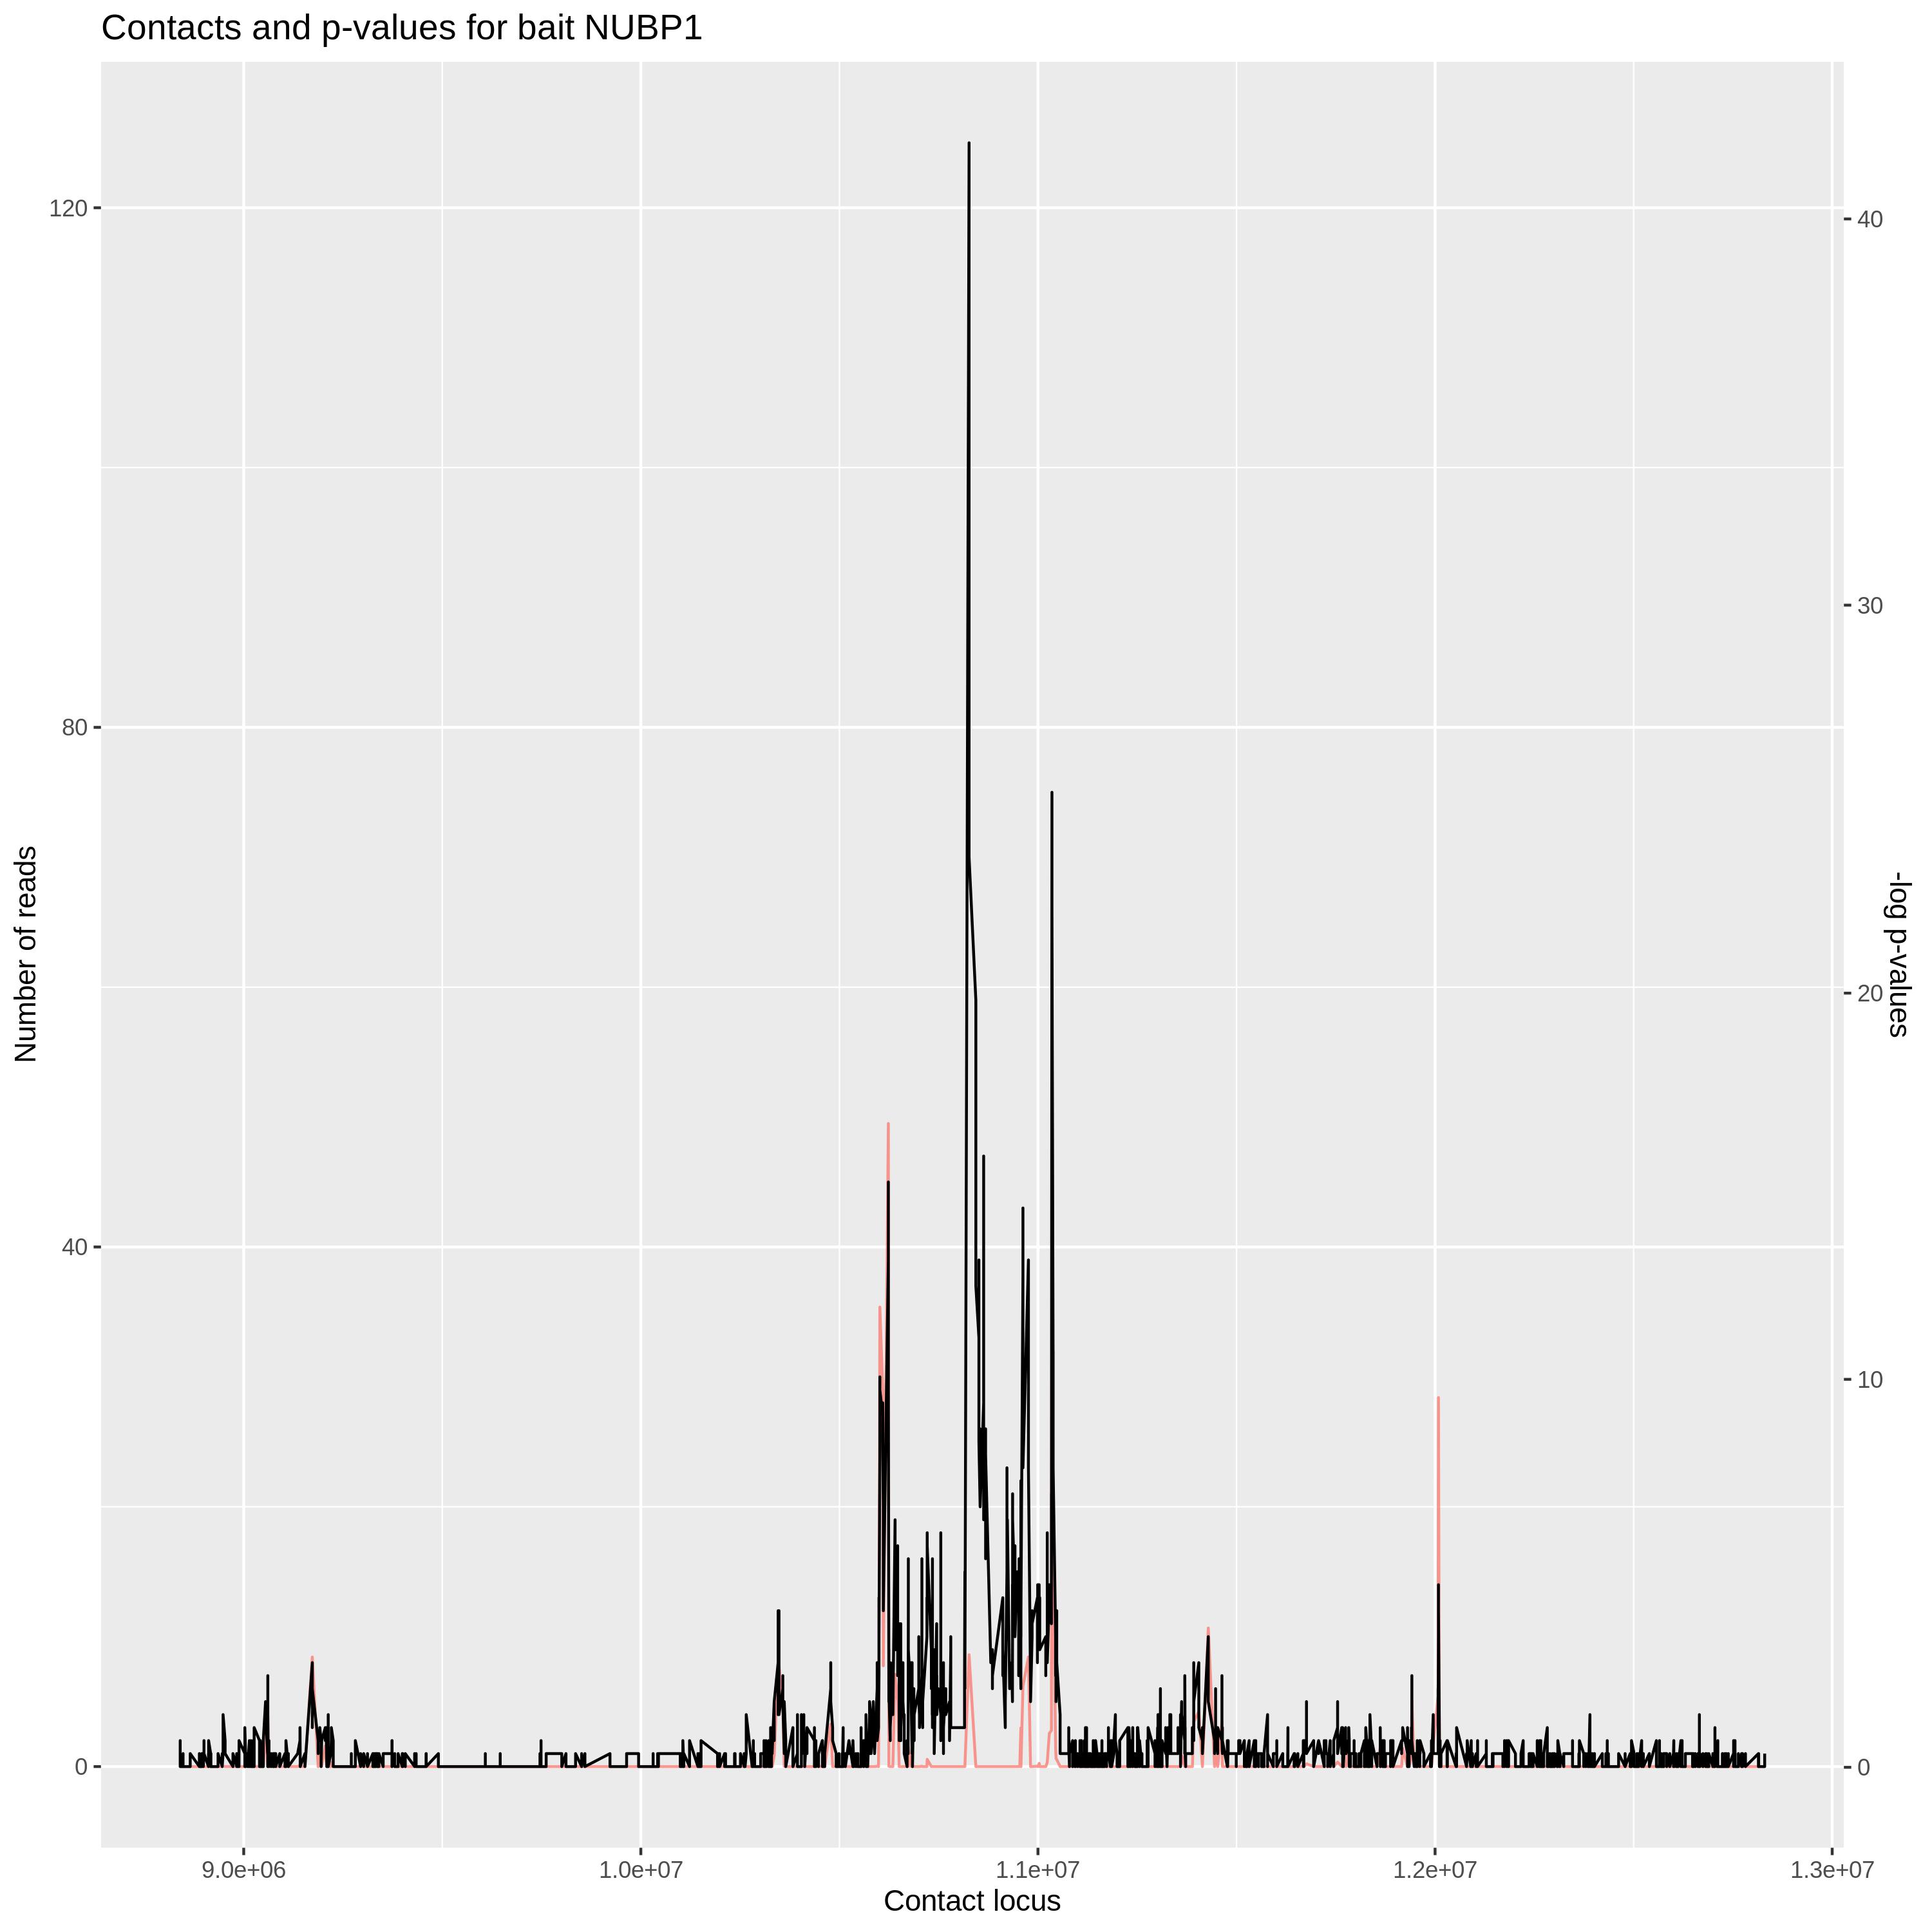 Contacts and p-values for bait NUBP1
120
80
40
0
Number of reads
40
30
20
10
0
-log p-values
9.0e+06
1.0e+07
1.1e+07
1.2e+07
1.3e+07
Contact locus